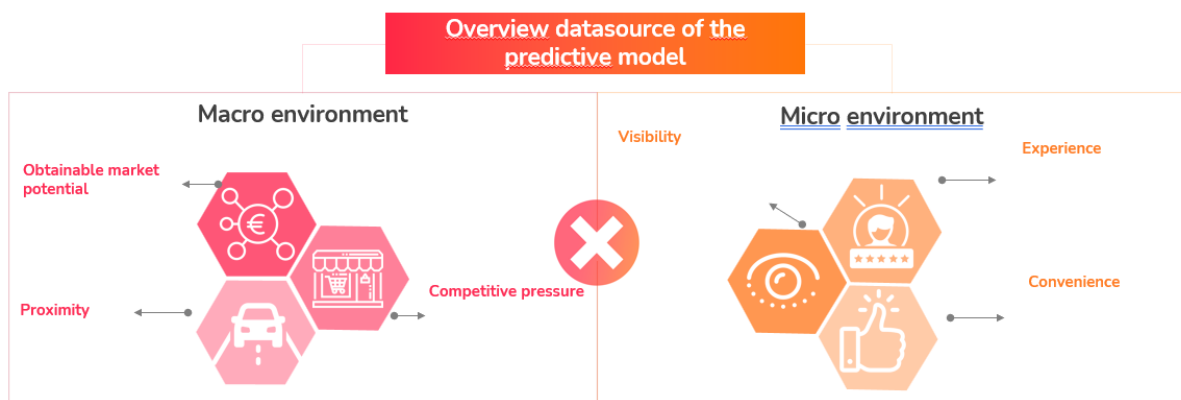 Overview datasource of the
predictive model
Macro environment
Obtainable market
potential
Proximity
Competitive pressure
Micro environment
Visibility
Experience
Convenience